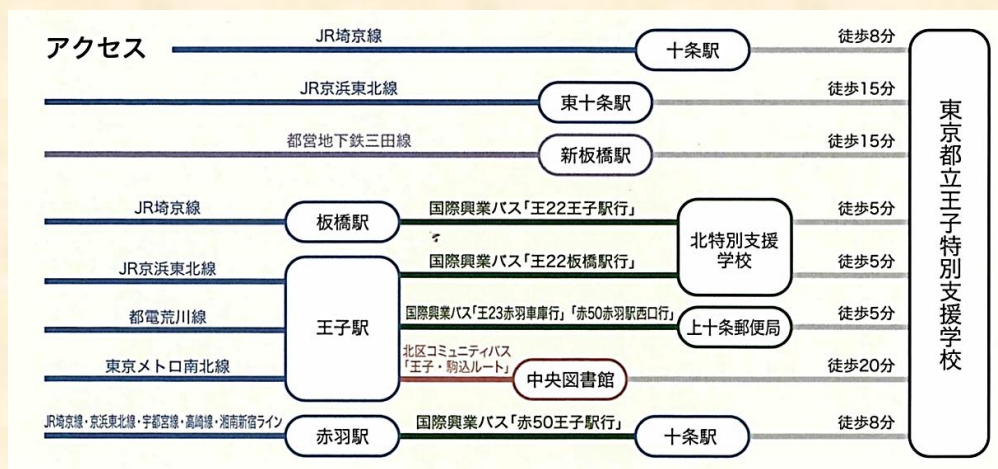 アクセス
JR埼京線
十条駅
徒歩8分
JR京浜東北線
東十条駅
徒歩15分
都営地下鉄三田線
新板橋駅
徒歩15分
JR埼京線
板橋駅
国際興業バス「王22王子駅行」
北特別支援
学校
徒歩5分
JR京浜東北線
王子駅
国際興業バス「王22板橋駅行」
徒歩5分
都電荒川線
国際興業バス「王23赤羽車庫行」「赤50赤羽駅西口行」
上十条郵便局
徒歩5分
東京メトロ南北線
北区コミュニティバス
「王子・駒込ルート」
中央図書館
徒歩20分
JR埼京線・京浜東北線・宇都宮線・高崎線・湘南新宿ライン
赤羽駅
国際興業バス「赤50王子駅行」
十条駅
徒歩8分
東京都立王子特別支援学校